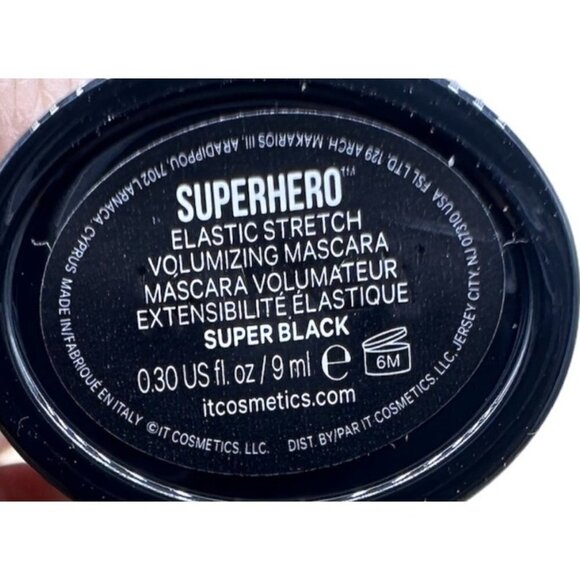 SUPERHERO™
ELASTIC STRETCH
VOLUMIZING MASCARA
MASCARA VOLUMATEUR
EXTENSIBILITÉ ÉLASTIQUE
SUPER BLACK
0.30 US fl. oz / 9 ml ℮ 6M
itcosmetics.com
©IT COSMETICS, LLC. DIST. BY/PAR IT COSMETICS, LLC, JERSEY CITY, NJ 07310 USA FSL LTD. 129 ARCH. MAKARIOS III, ARADIPPOU, 7102 LARNACA, CYPRUS MADE IN/FABRIQUÉ EN ITALY